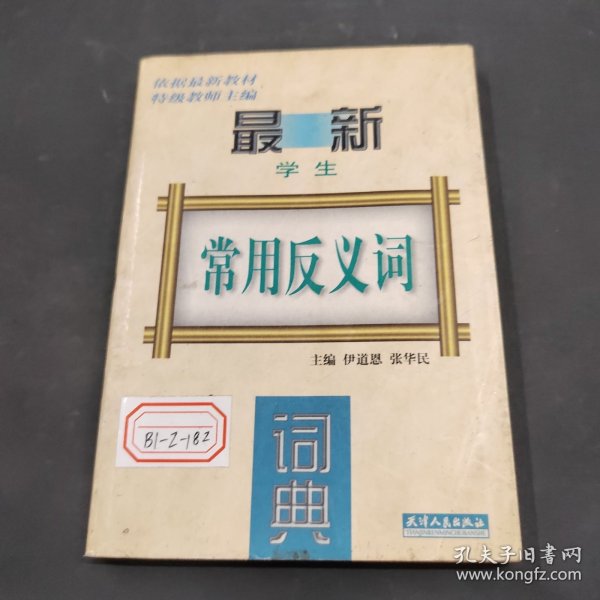 依据最新教材
特级教师主编
最新
学生
常用反义词
主编 伊道恩 张华民
B1-Z-182
词典
天津人民出版社
TIANJINRENMINCHUBANSHE
孔夫子旧书网
www.kongfz.com